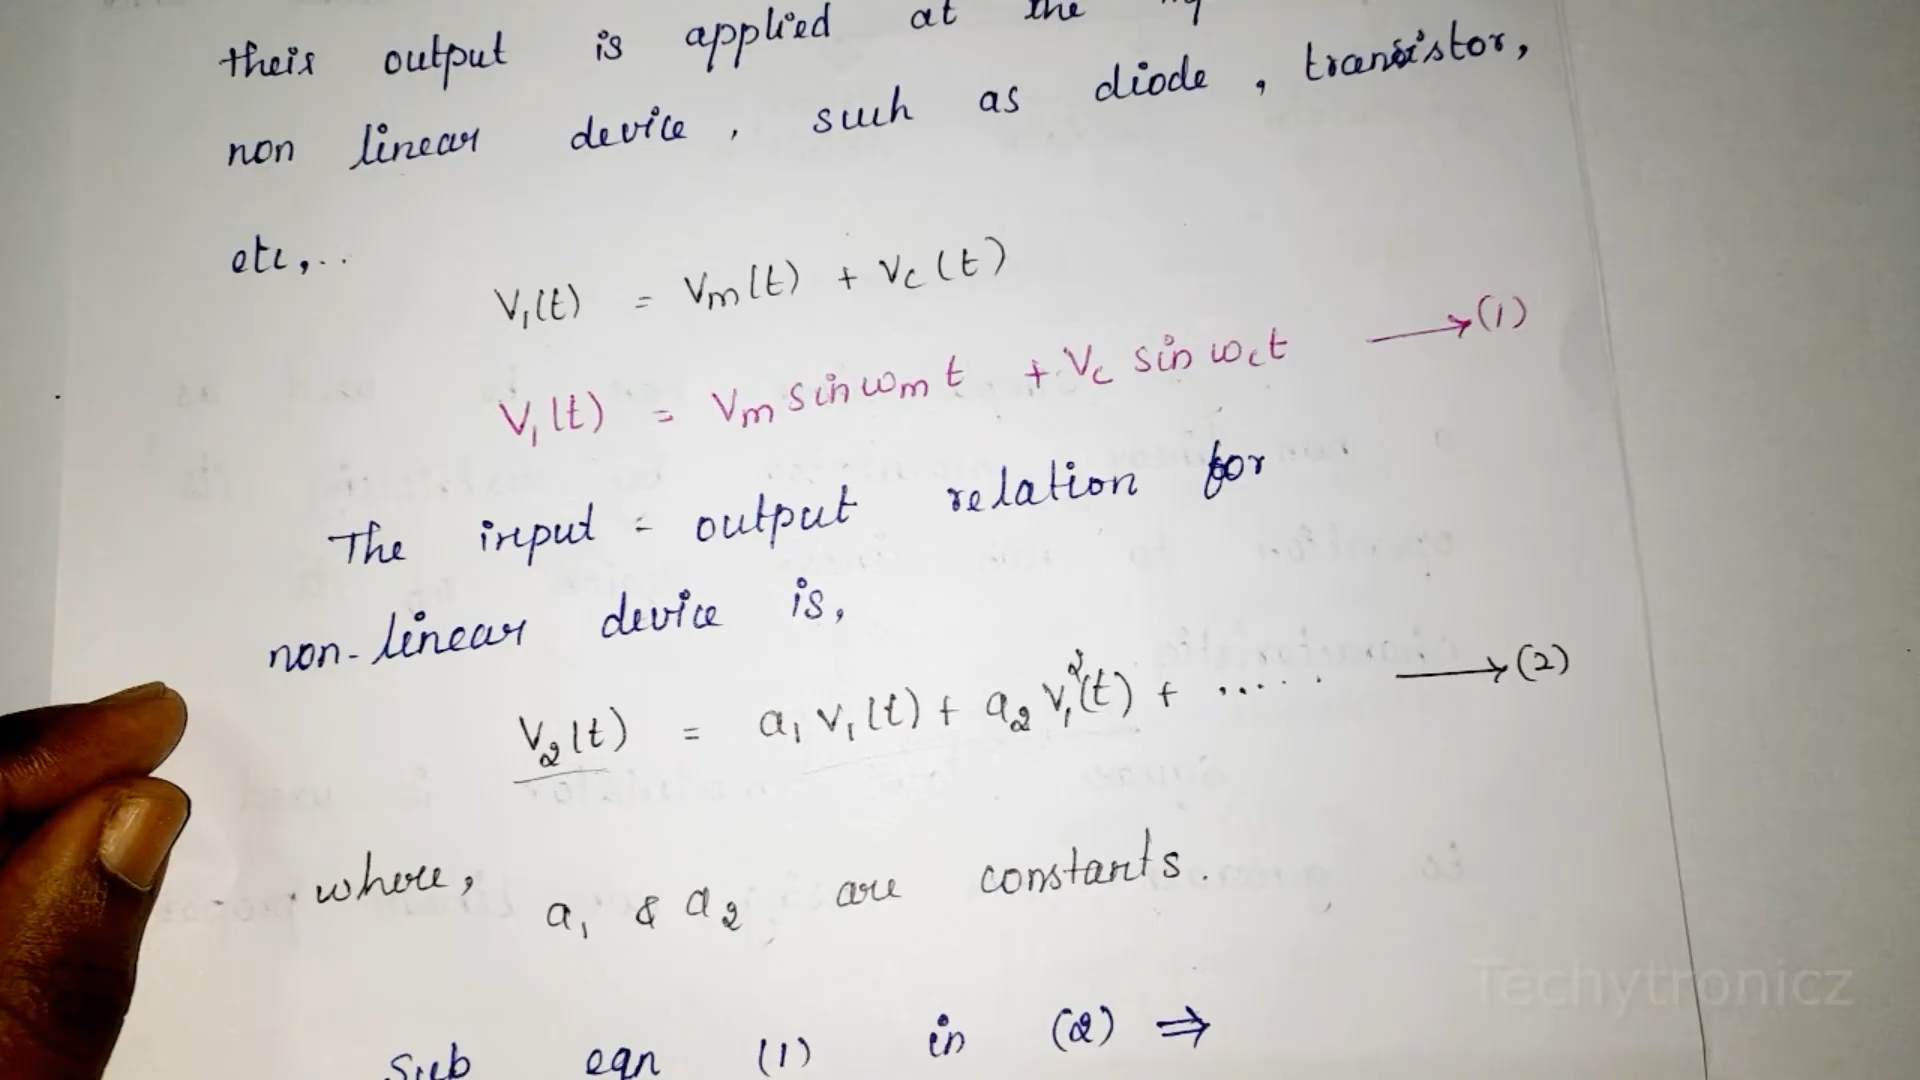 their output is applied at the
non linear device, such as diode, transistor,
etc,..
V₁(t) = Vm(t) + Vc(t)
V₁(t) = Vm sin ωm t + Vc sin ωc t ⟶(1)
The input - output relation for
non-linear device is,
V₂(t) = a₁ V₁(t) + a₂ V₁²(t) + ...... ⟶(2)
where,
a₁ & a₂ are constants.
Sub eqn (1) in (2) ⇒
Techytronicz